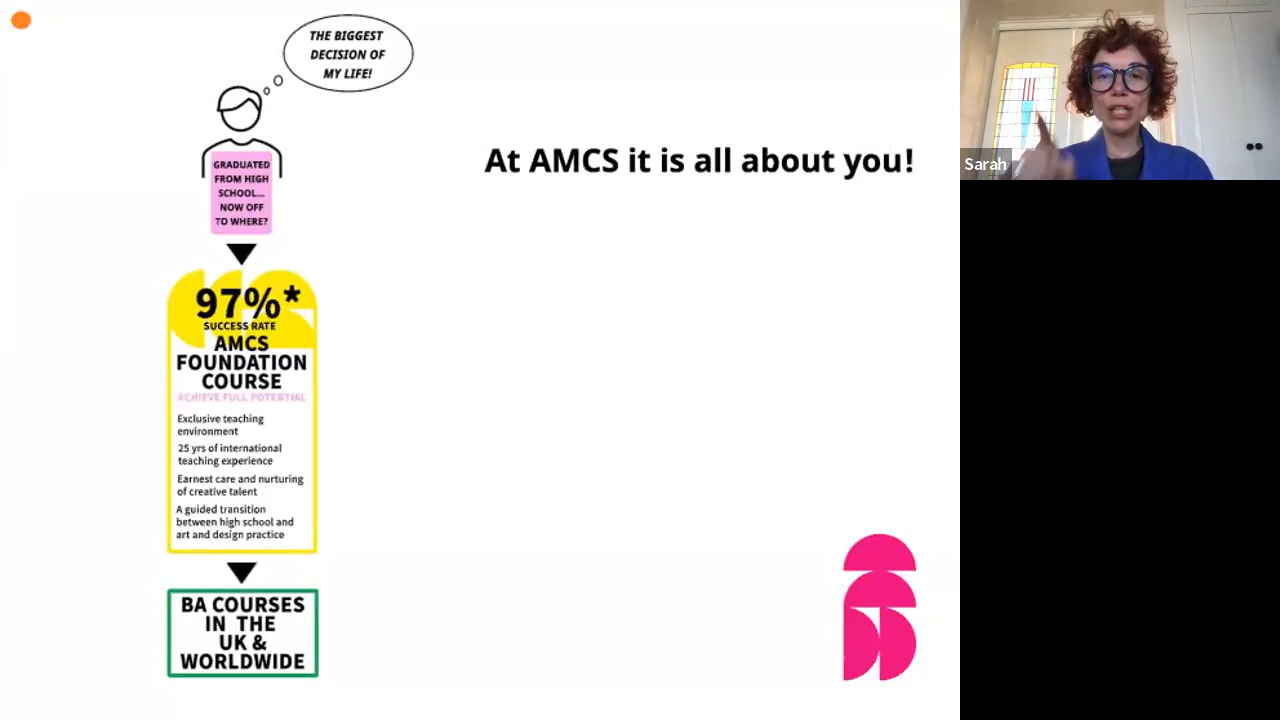 THE BIGGEST
DECISION OF
MY LIFE!
GRADUATED
FROM HIGH
SCHOOL...
NOW OFF
TO WHERE?
At AMCS it is all about you!
Sarah
97%*
SUCCESS RATE
AMCS
FOUNDATION
COURSE
ACHIEVE FULL POTENTIAL
Exclusive teaching
environment
25 yrs of international
teaching experience
Earnest care and nurturing
of creative talent
A guided transition
between high school and
art and design practice
BA COURSES
IN THE
UK &
WORLDWIDE